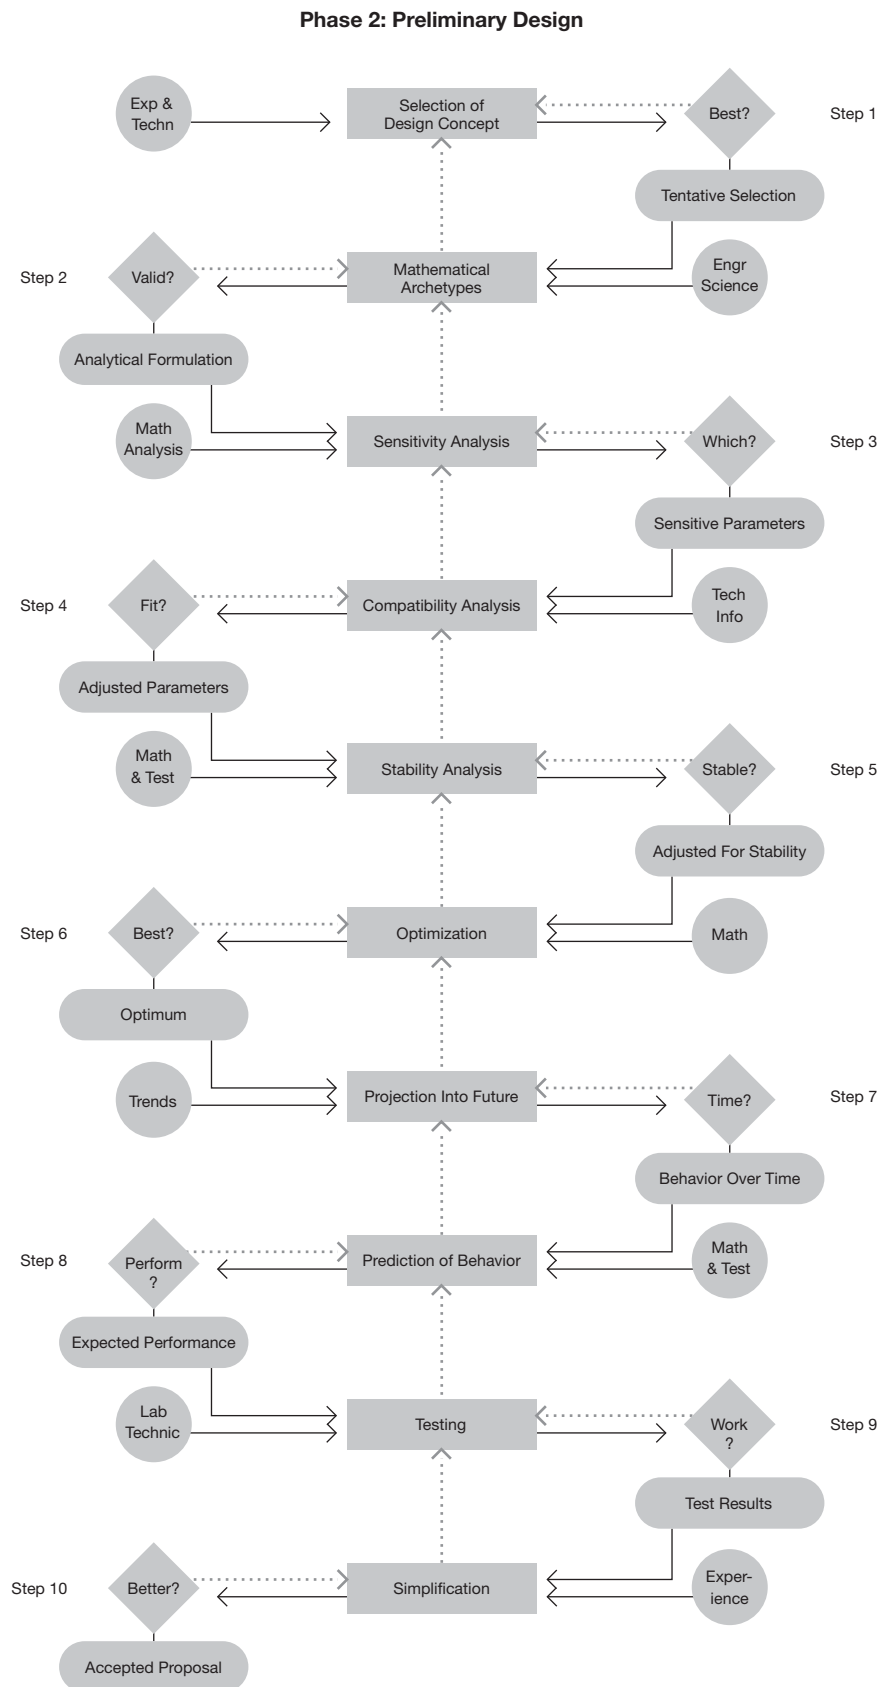 Phase 2: Preliminary Design
Exp &
Techn
Selection of
Design Concept
Best?
Step 1
Tentative Selection
Step 2
Valid?
Mathematical
Archetypes
Engr
Science
Analytical Formulation
Math
Analysis
Sensitivity Analysis
Which?
Step 3
Sensitive Parameters
Step 4
Fit?
Compatibility Analysis
Tech
Info
Adjusted Parameters
Math
& Test
Stability Analysis
Stable?
Step 5
Adjusted For Stability
Step 6
Best?
Optimization
Math
Optimum
Trends
Projection Into Future
Time?
Step 7
Behavior Over Time
Step 8
Perform
?
Prediction of Behavior
Math
& Test
Expected Performance
Lab
Technic
Testing
Work
?
Step 9
Test Results
Step 10
Better?
Simplification
Exper-
ience
Accepted Proposal